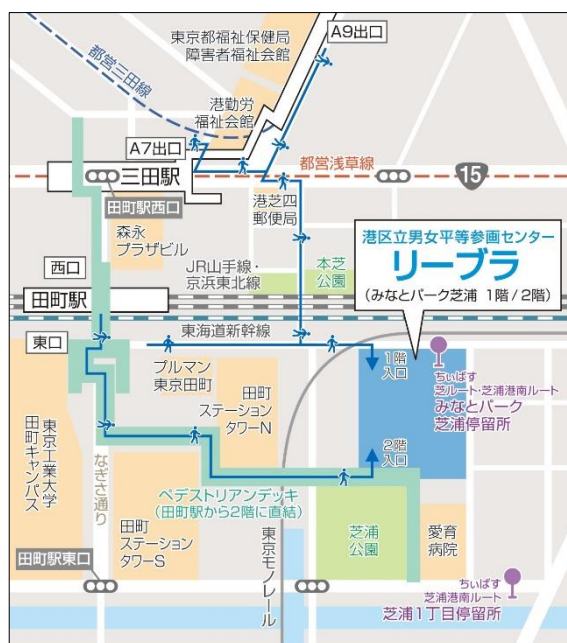 東京都福祉保健局
障害者福祉会館
A9出口
都営三田線
港勤労
福祉会館
A7出口
都営浅草線
15
三田駅
田町駅西口
港芝四
郵便局
森永
プラザビル
港区立男女平等参画センター
リーブラ
(みなとパーク芝浦 1階/2階)
西口
JR山手線・
京浜東北線
本芝
公園
田町駅
東海道新幹線
東口
プルマン
東京田町
1階
入口
ちぃばす
芝ルート・芝浦港南ルート
みなとパーク
芝浦停留所
田町
ステーション
タワーN
東京工業大学
田町キャンパス
なぎさ通り
2階
入口
ペデストリアンデッキ
(田町駅から2階に直結)
田町
ステーション
タワーS
東京モノレール
芝浦
公園
愛育
病院
田町駅東口
ちぃばす
芝浦港南ルート
芝浦1丁目停留所